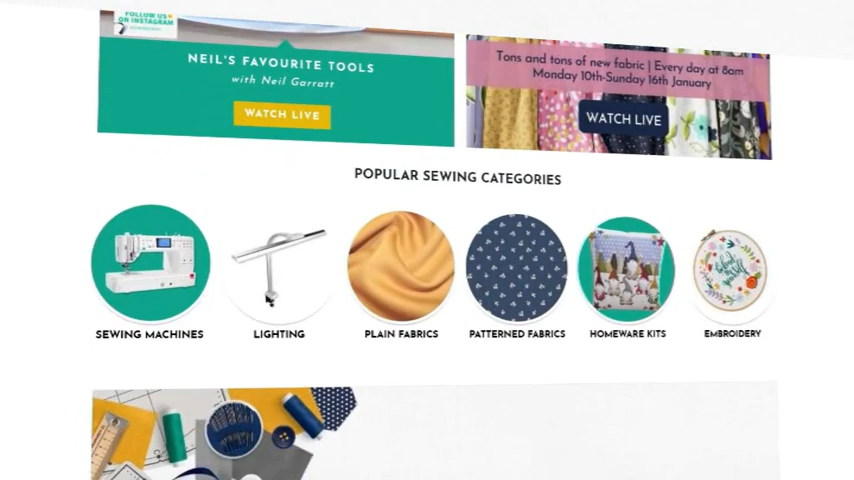 FOLLOW US
ON INSTAGRAM
NEIL'S FAVOURITE TOOLS
with Neil Garratt
WATCH LIVE
Tons and tons of new fabric | Every day at 8am
Monday 10th-Sunday 16th January
WATCH LIVE
POPULAR SEWING CATEGORIES
SEWING MACHINES
LIGHTING
PLAIN FABRICS
PATTERNED FABRICS
HOMEWARE KITS
EMBROIDERY